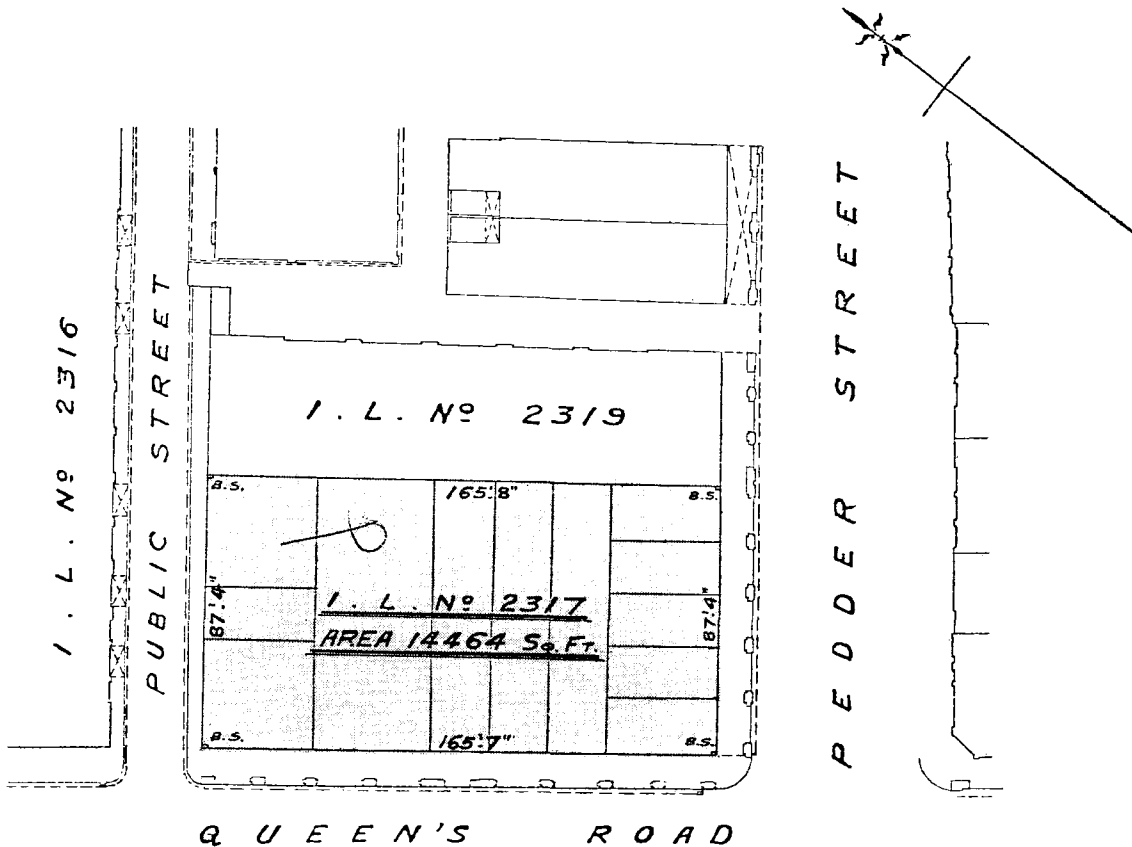 I. L. Nº 2316
PUBLIC STREET
I. L. Nº 2319
PEDDER STREET
B.S.
165'.8"
B.S.
87'.4"
I. L. Nº 2317
AREA 14464 Sq. Ft.
87'.4"
B.S.
165'.7"
B.S.
QUEEN'S ROAD